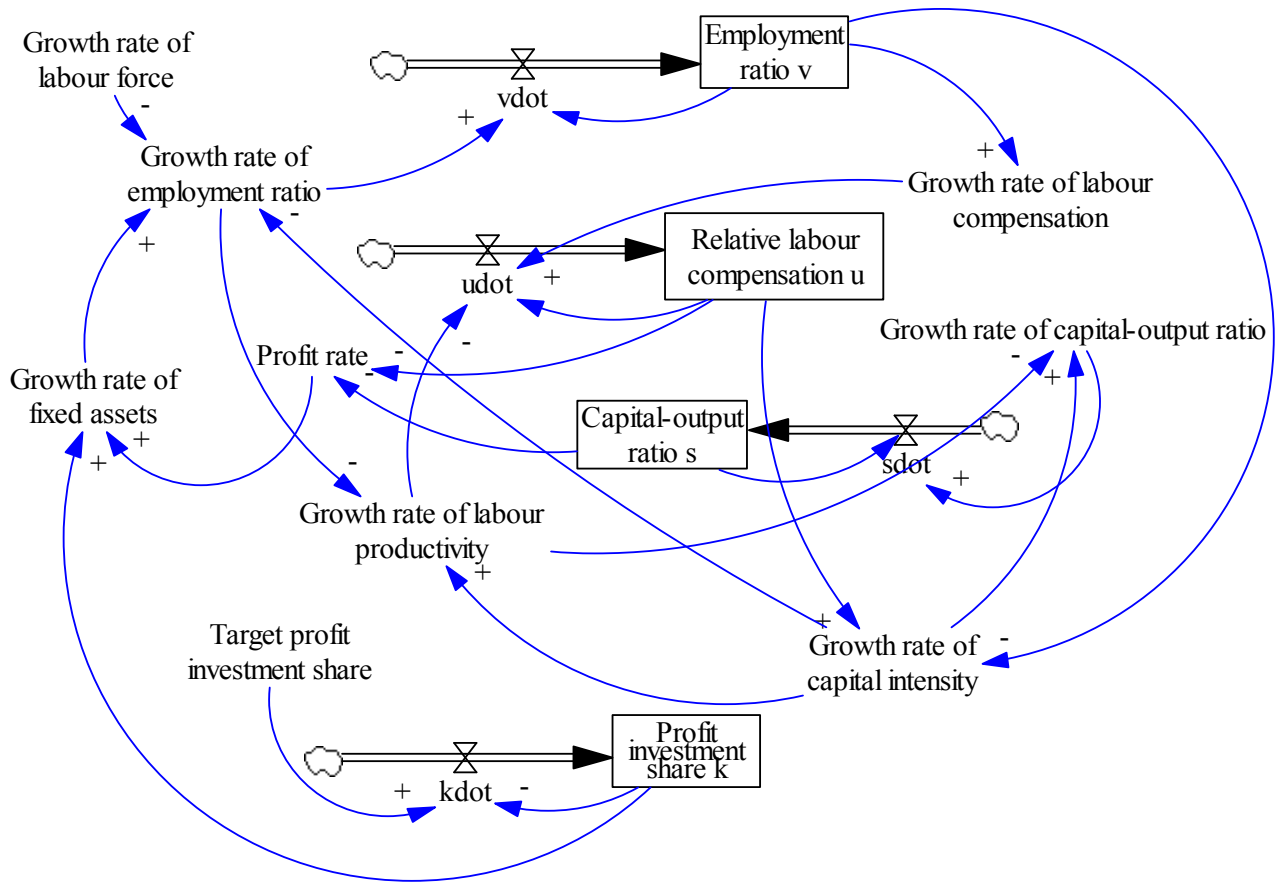 Growth rate of
labour force
-
Employment
ratio v
vdot
+
Growth rate of
employment ratio
-
+
+
Growth rate of labour
compensation
Relative labour
compensation u
udot
+
-
Growth rate of capital-output ratio
-
+
Profit rate
-
-
Growth rate of
fixed assets
+
+
Capital-output
ratio s
sdot
+
-
Growth rate of labour
productivity
+
Target profit
investment share
+
Growth rate of
capital intensity
-
Profit
investment
share k
kdot
+
-